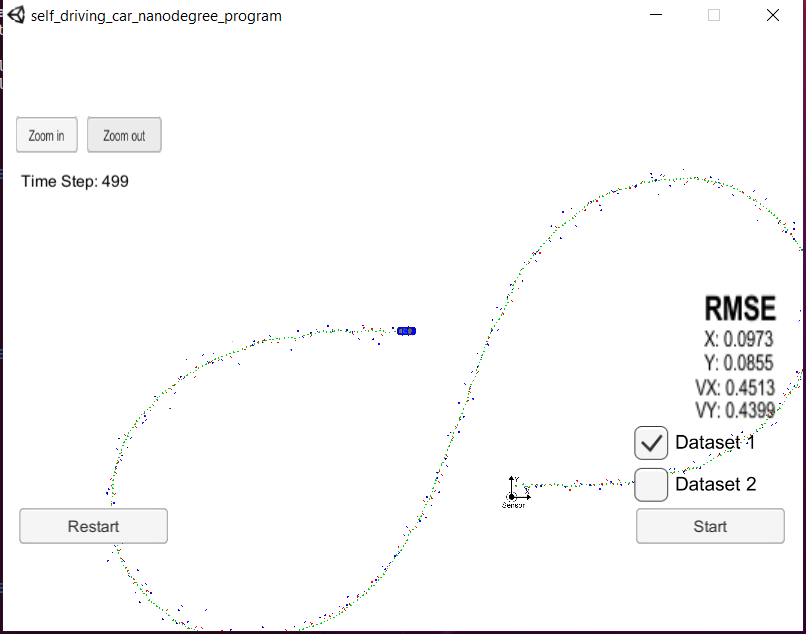 self_driving_car_nanodegree_program
Zoom in
Zoom out
Time Step: 499
RMSE
X: 0.0973
Y: 0.0855
VX: 0.4513
VY: 0.4399
Dataset 1
Dataset 2
Y
X
Sensor
Restart
Start